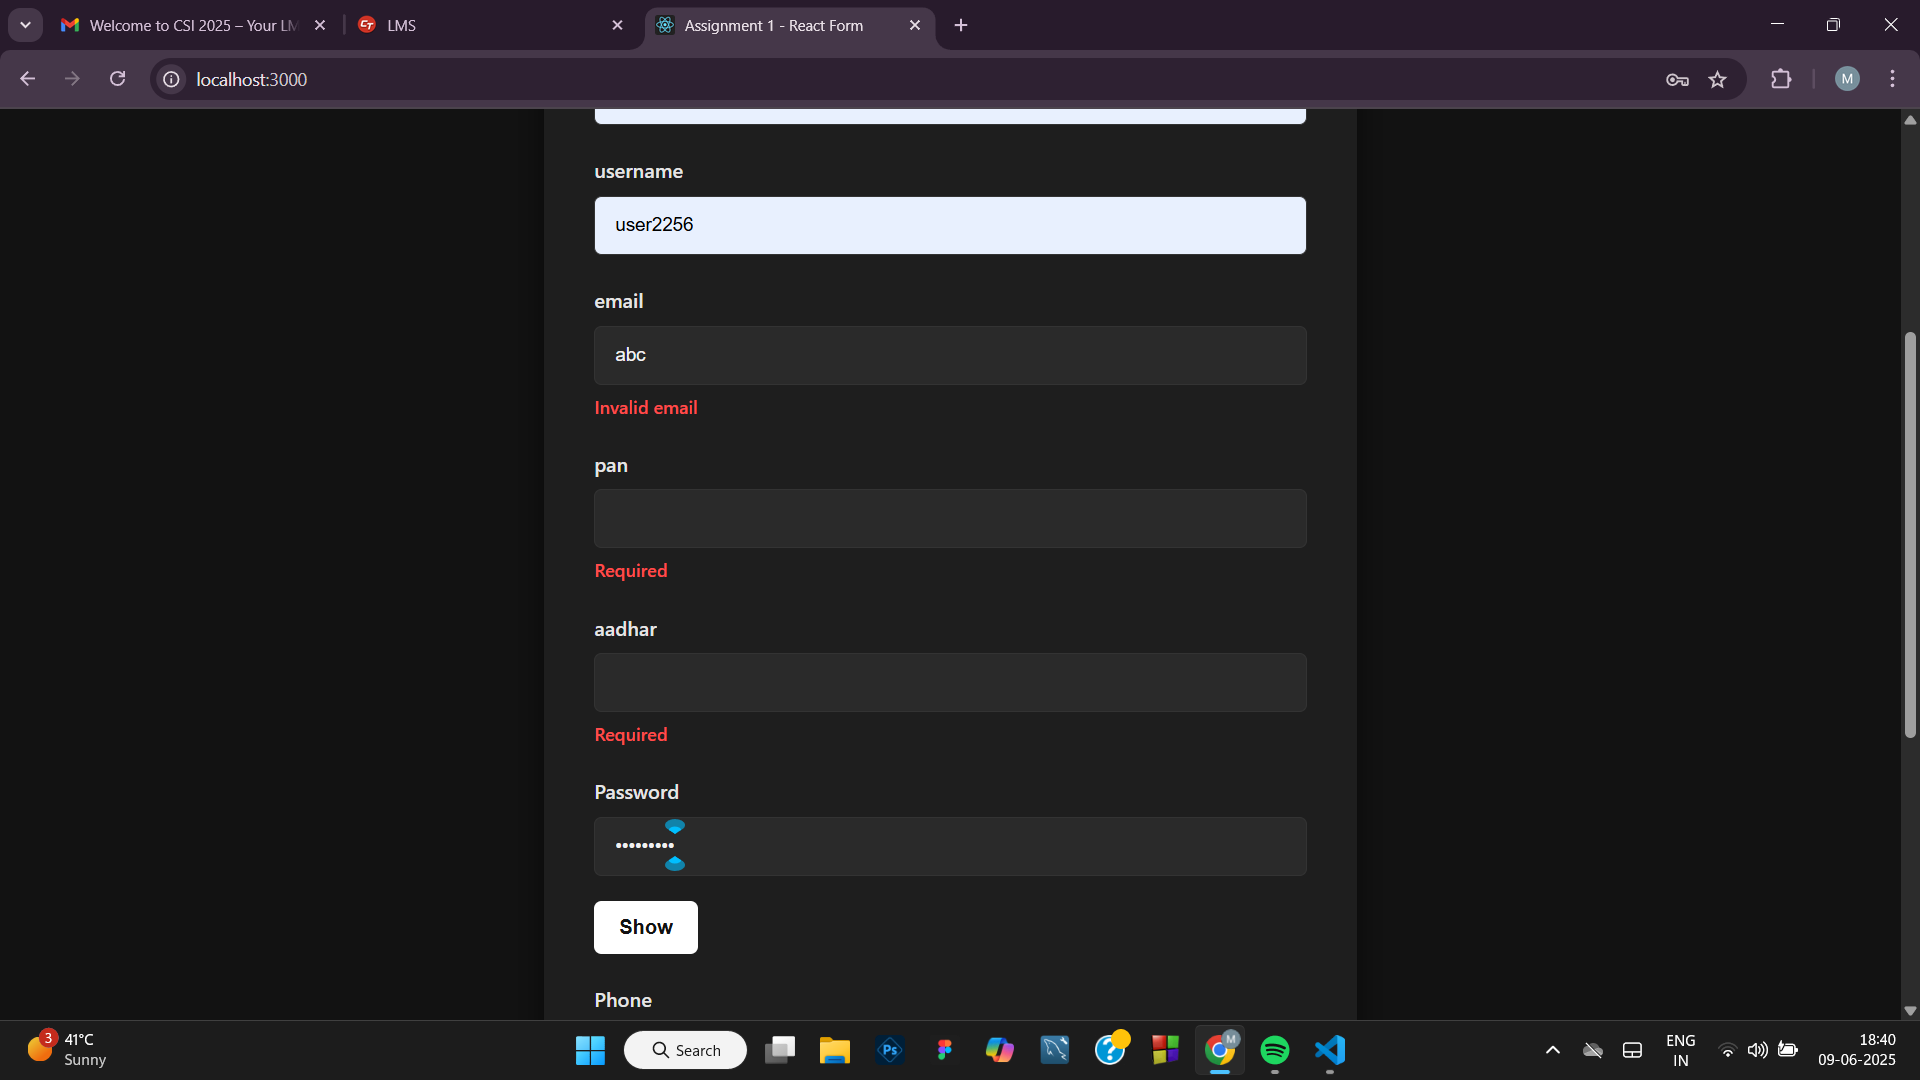 Welcome to CSI 2025 – Your LM
LMS
Assignment 1 - React Form
localhost:3000
M
username
user2256
email
abc
Invalid email
pan
Required
aadhar
Required
Password
•••••••••
Show
Phone
3
41°C
Sunny
Search
Ps
M
ENG
IN
18:40
09-06-2025